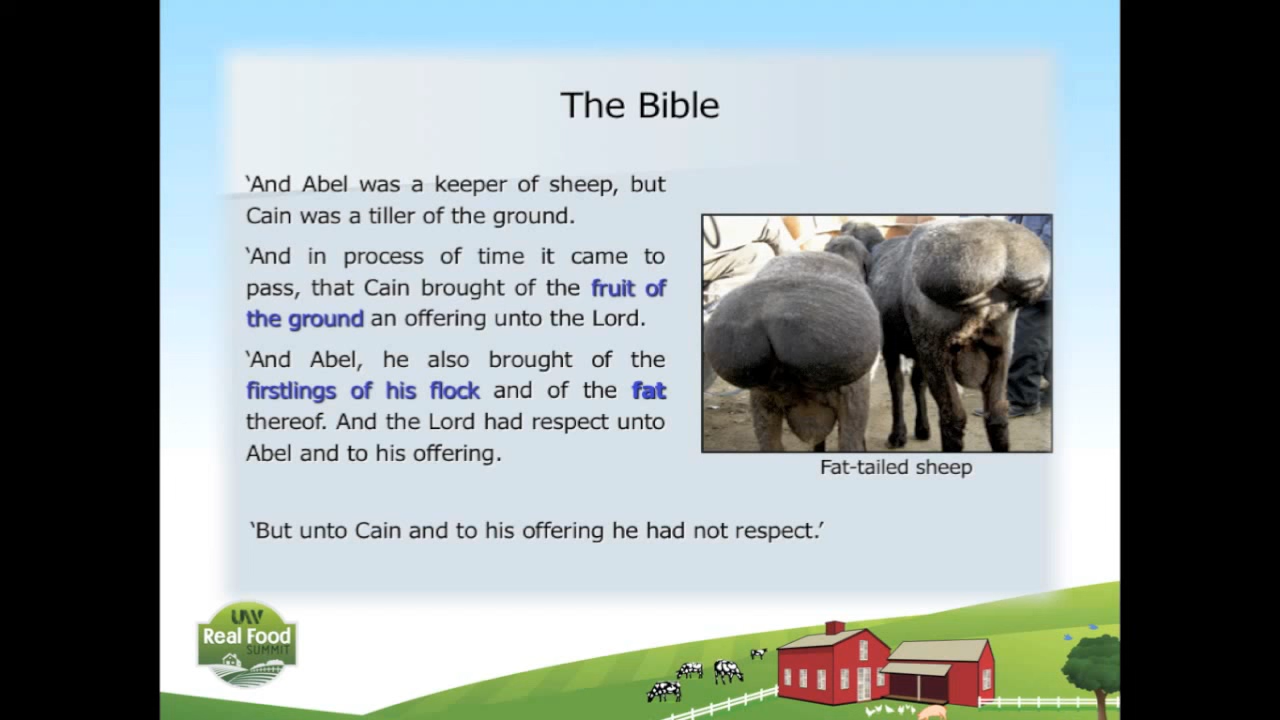 The Bible
‘And Abel was a keeper of sheep, but
Cain was a tiller of the ground.
‘And in process of time it came to
pass, that Cain brought of the fruit of
the ground an offering unto the Lord.
‘And Abel, he also brought of the
firstlings of his flock and of the fat
thereof. And the Lord had respect unto
Abel and to his offering.
Fat-tailed sheep
‘But unto Cain and to his offering he had not respect.’
UW
Real Food
SUMMIT